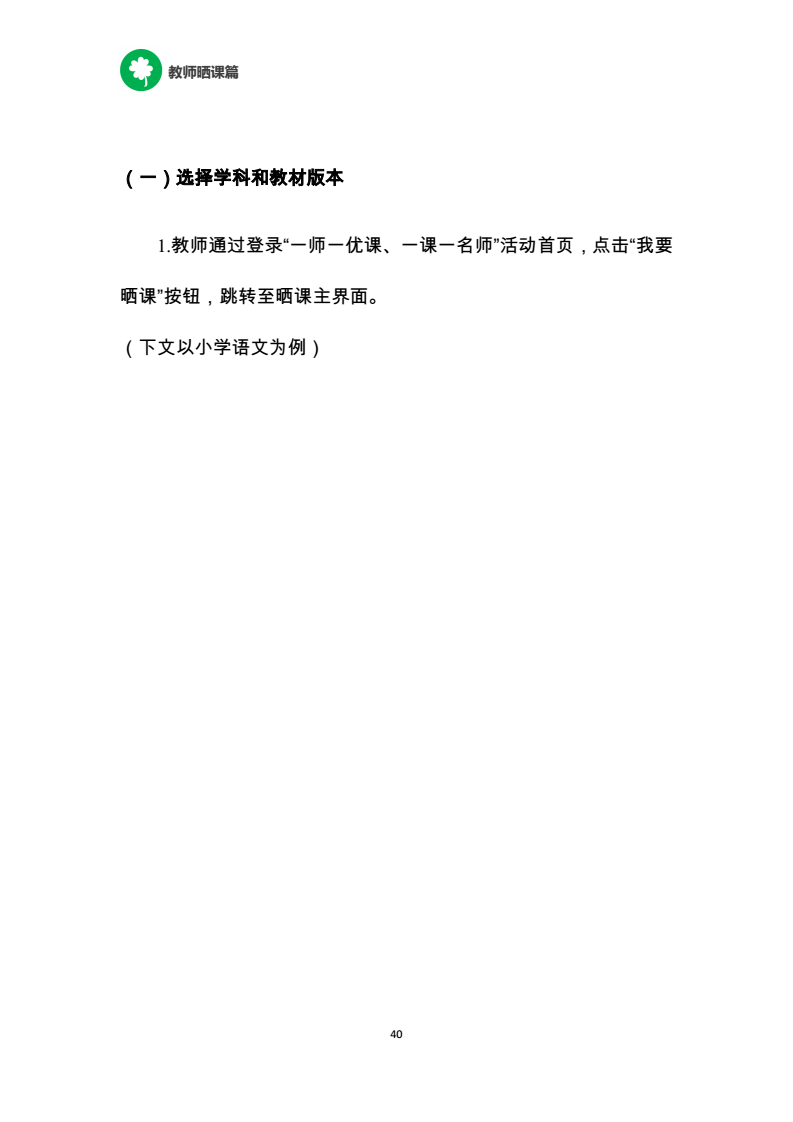 教师晒课篇
（一）选择学科和教材版本
1.教师通过登录“一师一优课、一课一名师”活动首页，点击“我要
晒课”按钮，跳转至晒课主界面。
（下文以小学语文为例）
40